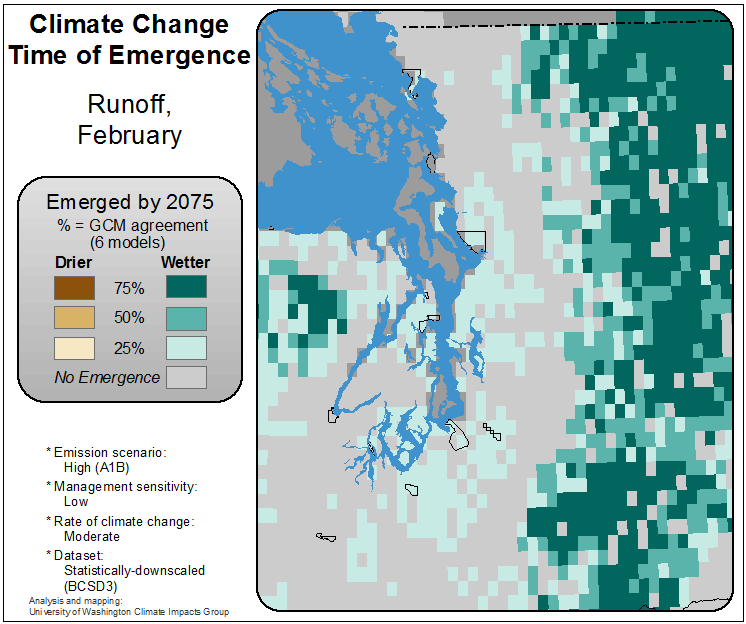 Climate Change
Time of Emergence
Runoff,
February
Emerged by 2075
% = GCM agreement
(6 models)
Drier Wetter
75%
50%
25%
No Emergence
* Emission scenario:
High (A1B)
* Management sensitivity:
Low
* Rate of climate change:
Moderate
* Dataset:
Statistically-downscaled
(BCSD3)
Analysis and mapping:
University of Washington Climate Impacts Group